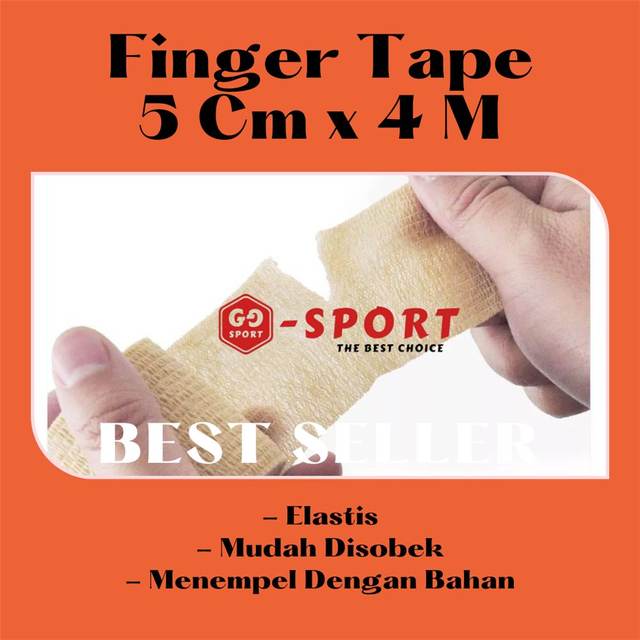 Finger Tape
5 Cm x 4 M
GG
SPORT
-SPORT
THE BEST CHOICE
BEST SELLER
– Elastis
– Mudah Disobek
– Menempel Dengan Bahan